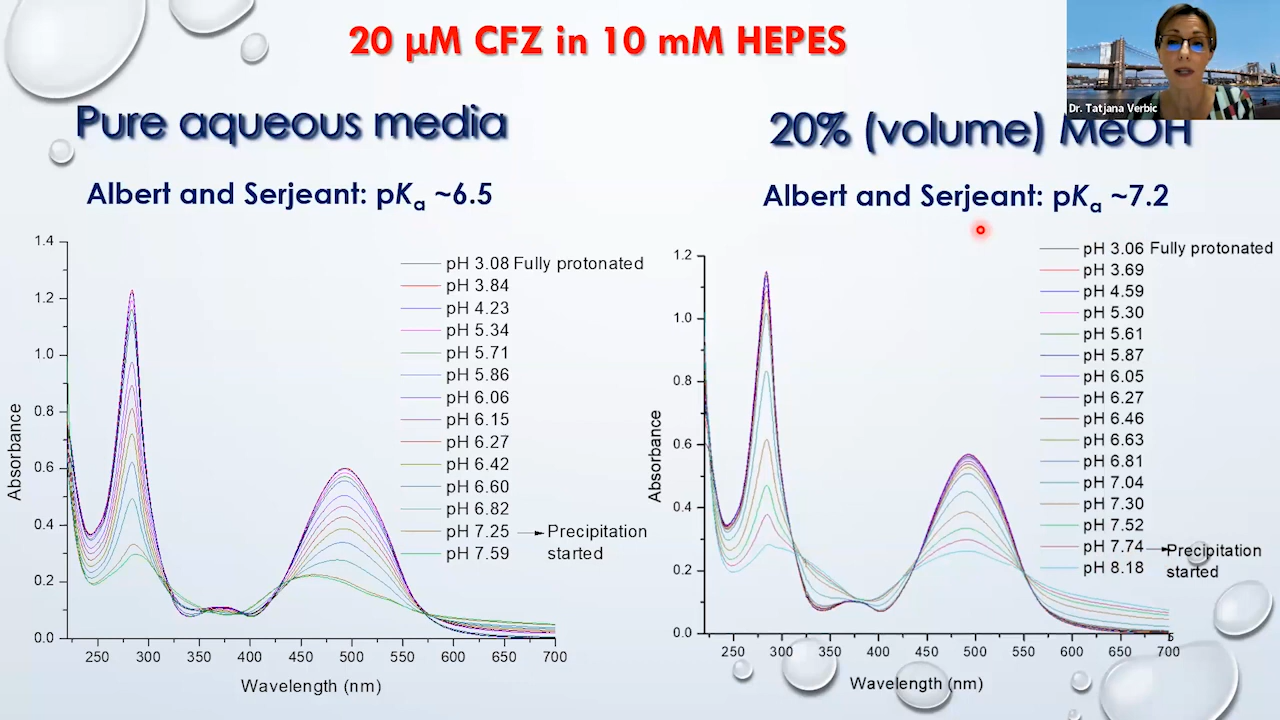 20 µM CFZ in 10 mM HEPES
Dr. Tatjana Verbic
Pure aqueous media
Albert and Serjeant: pKa ~6.5
1.4
1.2
1.0
0.8
0.6
0.4
0.2
0.0
Absorbance
250 300 350 400 450 500 550 600 650 700
Wavelength (nm)
pH 3.08 Fully protonated
pH 3.84
pH 4.23
pH 5.34
pH 5.71
pH 5.86
pH 6.06
pH 6.15
pH 6.27
pH 6.42
pH 6.60
pH 6.82
pH 7.25 Precipitation
pH 7.59 started
20% (volume) MeOH
Albert and Serjeant: pKa ~7.2
1.2
1.0
0.8
0.6
0.4
0.2
0.0
Absorbance
250 300 350 400 450 500 550 600 650 700
Wavelength (nm)
pH 3.06 Fully protonated
pH 3.69
pH 4.59
pH 5.30
pH 5.61
pH 5.87
pH 6.05
pH 6.27
pH 6.46
pH 6.63
pH 6.81
pH 7.04
pH 7.30
pH 7.52
pH 7.74 Precipitation
pH 8.18 started